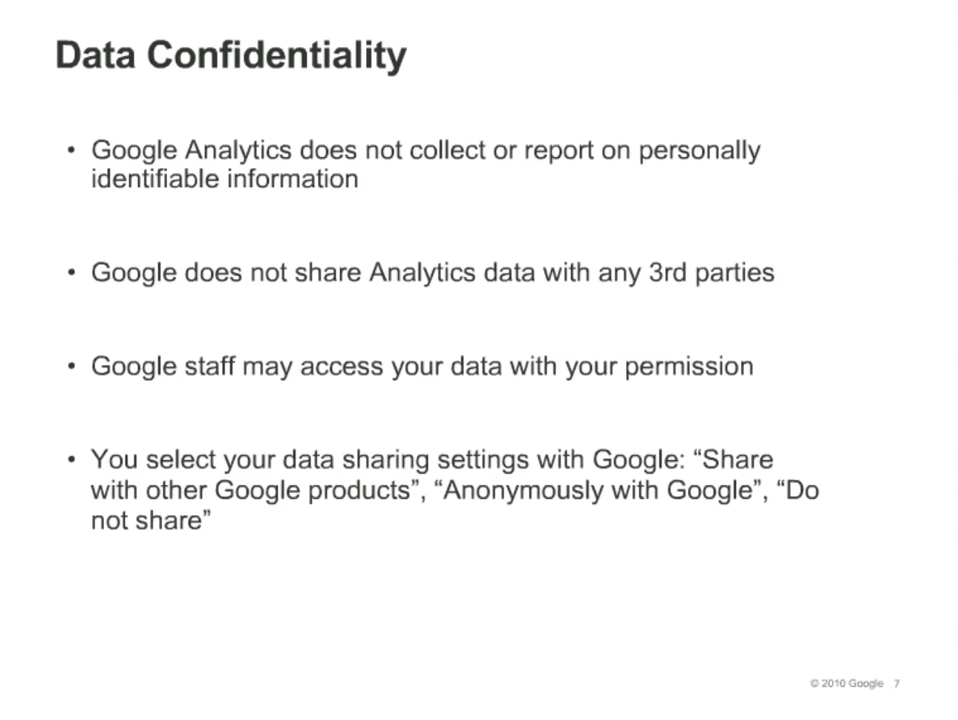 Data Confidentiality
• Google Analytics does not collect or report on personally
identifiable information
• Google does not share Analytics data with any 3rd parties
• Google staff may access your data with your permission
• You select your data sharing settings with Google: “Share
with other Google products”, “Anonymously with Google”, “Do
not share”
© 2010 Google 7